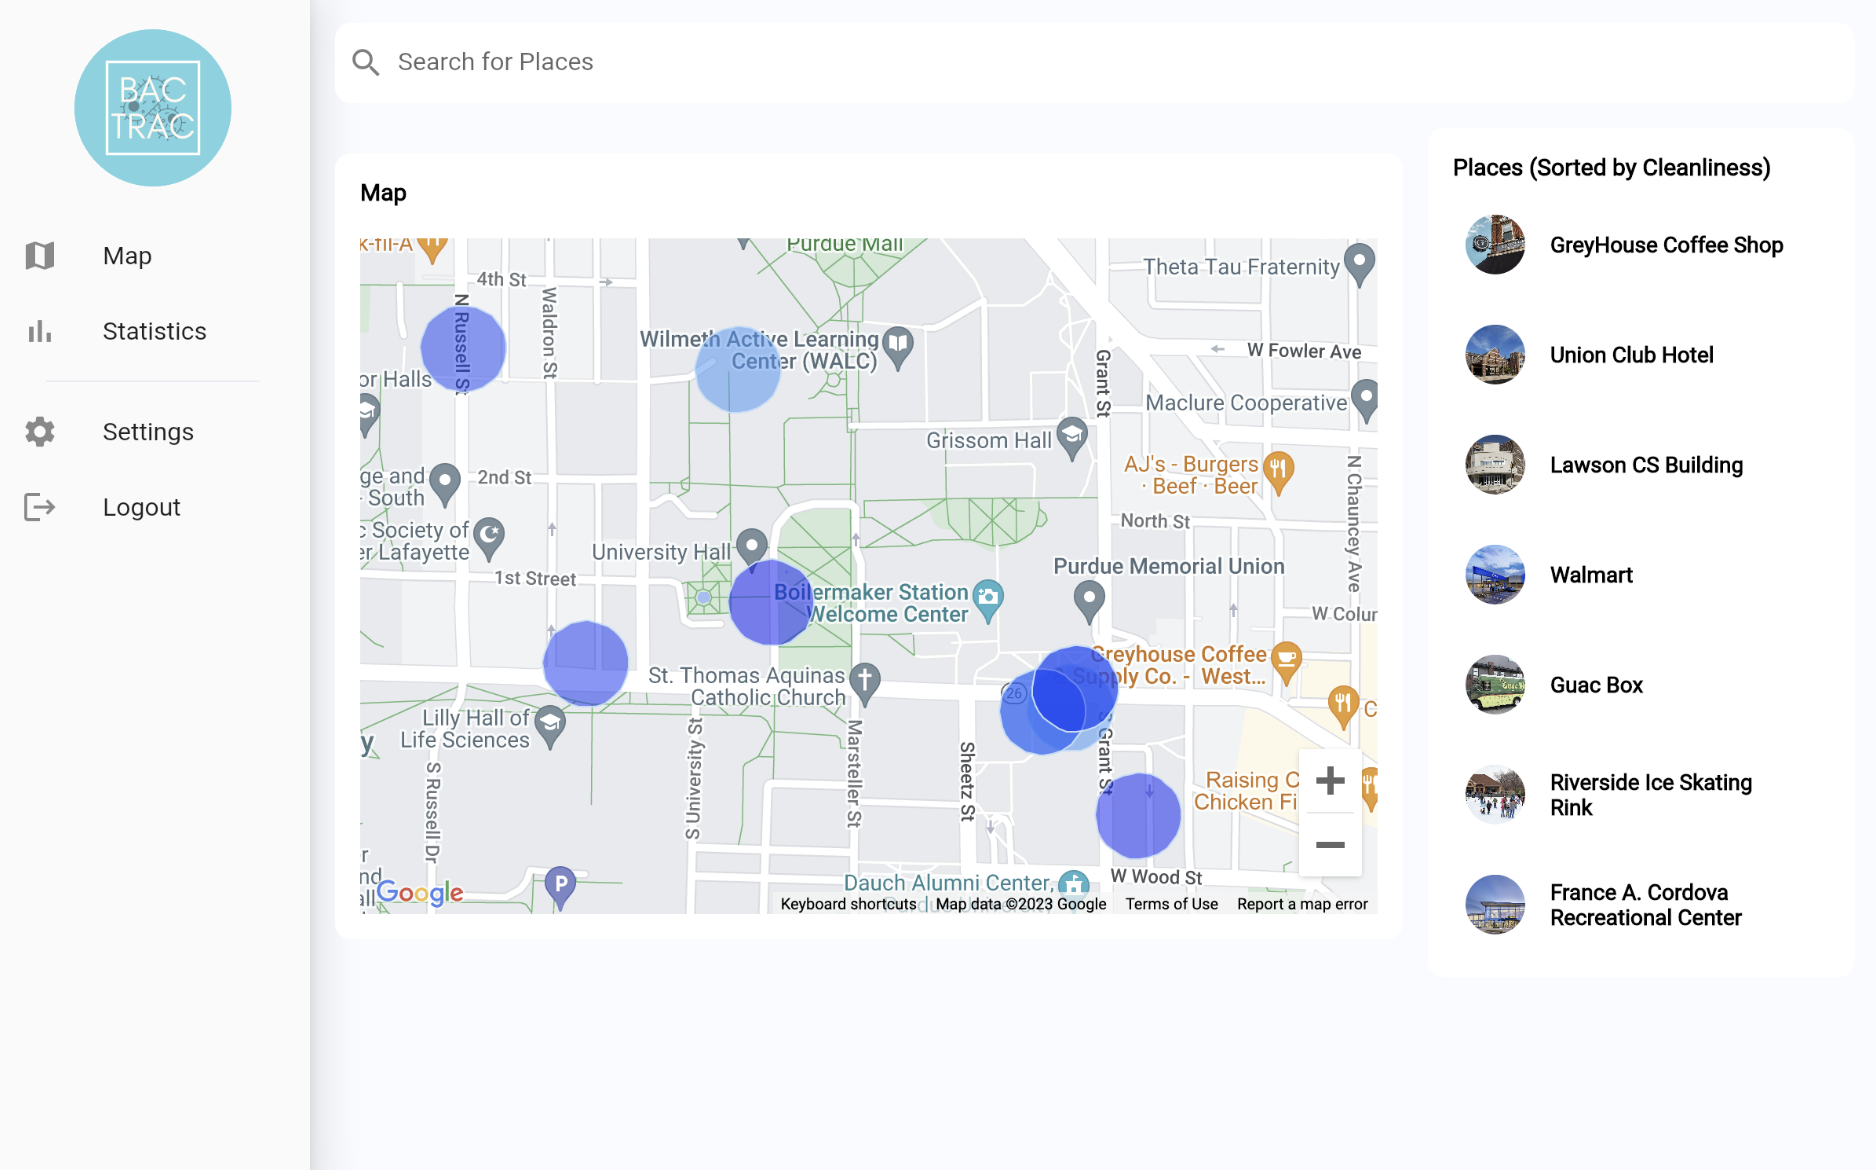 BAC
TRAC
Map
Statistics
Settings
Logout
Search for Places
Map
k-fil-A
Purdue Mall
Theta Tau Fraternity
4th St
N Russell St
Waldron St
Wilmeth Active Learning
Center (WALC)
Grant St
W Fowler Ave
or Halls
Maclure Cooperative
Grissom Hall
AJ's - Burgers
· Beef · Beer
N Chauncey Ave
ge and
- South
2nd St
North St
c Society of
er Lafayette
University Hall
1st Street
Purdue Memorial Union
Boilermaker Station
Welcome Center
W Colum
Greyhouse Coffee
& Supply Co. - West...
St. Thomas Aquinas
Catholic Church
26
C
Lilly Hall of
Life Sciences
y
S University St
Marsteller St
Sheetz St
S Grant St
S Russell Dr
Raising C
Chicken Fi
P
Dauch Alumni Center,
Purdue University
W Wood St
Google
Keyboard shortcuts
Map data ©2023 Google
Terms of Use
Report a map error
Places (Sorted by Cleanliness)
GreyHouse Coffee Shop
Union Club Hotel
Lawson CS Building
Walmart
Guac Box
Riverside Ice Skating
Rink
France A. Cordova
Recreational Center